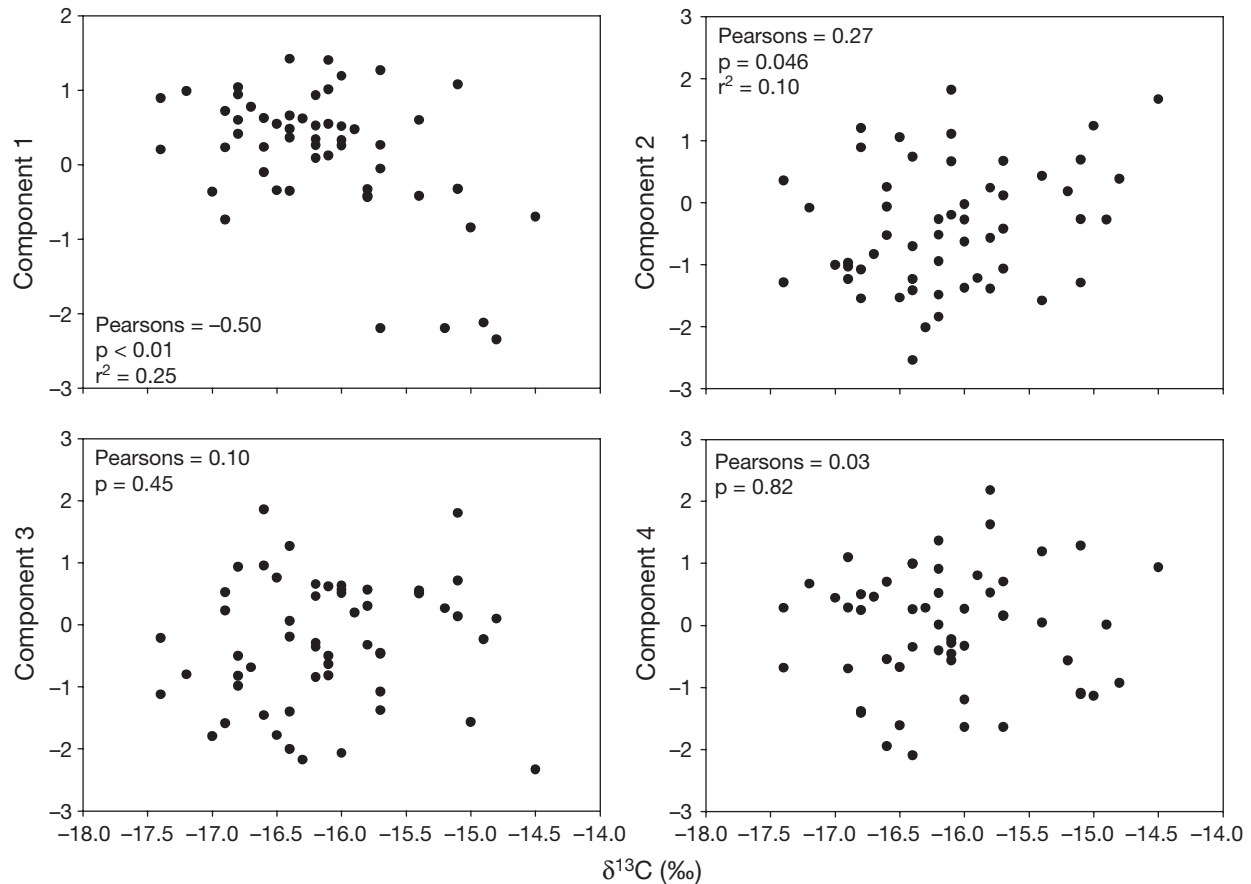 2
1
0
−1
−2
−3
Component 1
Pearsons = −0.50
p < 0.01
r² = 0.25
4
3
2
1
0
−1
−2
−3
Component 2
Pearsons = 0.27
p = 0.046
r² = 0.10
3
2
1
0
−1
−2
−3
Component 3
Pearsons = 0.10
p = 0.45
−18.0 −17.5 −17.0 −16.5 −16.0 −15.5 −15.0 −14.5 −14.0
3
2
1
0
−1
−2
−3
Component 4
Pearsons = 0.03
p = 0.82
−18.0 −17.5 −17.0 −16.5 −16.0 −15.5 −15.0 −14.5 −14.0
δ¹³C (‰)